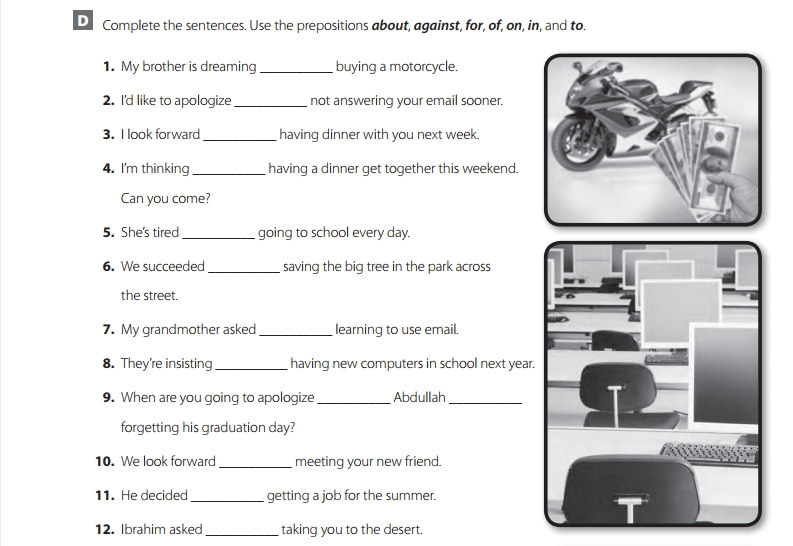 D Complete the sentences. Use the prepositions about, against, for, of, on, in, and to.
1. My brother is dreaming __________ buying a motorcycle.
2. I'd like to apologize __________ not answering your email sooner.
3. I look forward __________ having dinner with you next week.
4. I'm thinking __________ having a dinner get together this weekend.
Can you come?
5. She's tired __________ going to school every day.
6. We succeeded __________ saving the big tree in the park across
the street.
7. My grandmother asked __________ learning to use email.
8. They're insisting __________ having new computers in school next year.
9. When are you going to apologize __________ Abdullah __________
forgetting his graduation day?
10. We look forward __________ meeting your new friend.
11. He decided __________ getting a job for the summer.
12. Ibrahim asked __________ taking you to the desert.